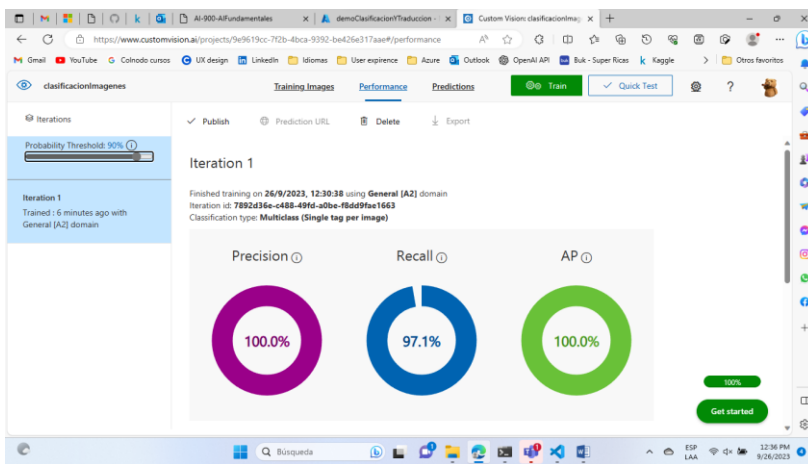 AI-900-AIFundamentales
demoClasificacionYTraduccion -
Custom Vision: clasificacionImag
https://www.customvision.ai/projects/9e9619cc-7f2b-4bca-9392-be426e317aae#/performance
Gmail YouTube Colnodo cursos UX design LinkedIn Idiomas User expirence Azure Outlook OpenAI API Buk - Super Ricas Kaggle Otros favoritos
clasificacionImagenes
Training Images Performance Predictions
Train
Quick Test
?
Iterations
Publish Prediction URL Delete Export
Probability Threshold: 90%
Iteration 1
Trained : 6 minutes ago with
General [A2] domain
Iteration 1
Finished training on 26/9/2023, 12:30:38 using General [A2] domain
Iteration id: 7892d36e-c488-49fd-a0be-f8dd9fae1663
Classification type: Multiclass (Single tag per image)
Precision Recall AP
100.0% 97.1% 100.0%
100%
Get started
Búsqueda
ESP
LAA
12:36 PM
9/26/2023